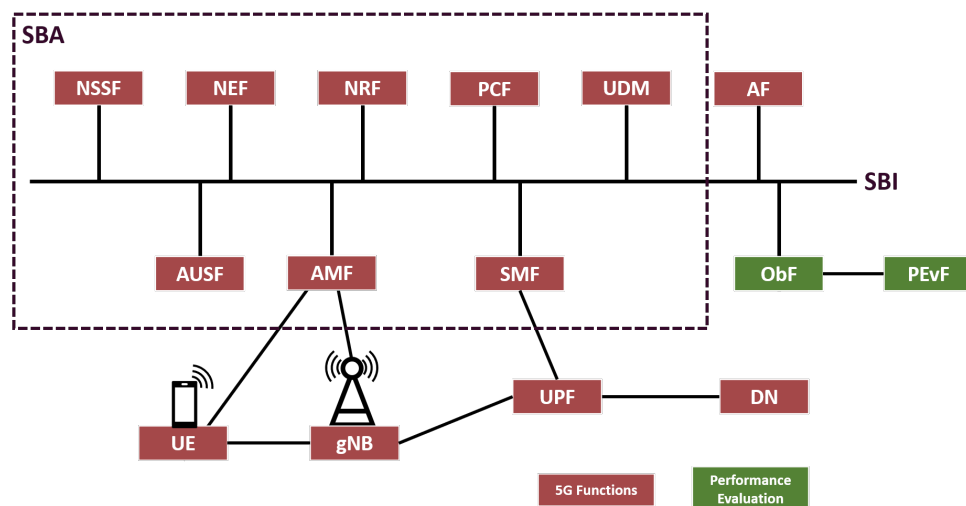 SBA
NSSF
NEF
NRF
PCF
UDM
AF
SBI
AUSF
AMF
SMF
ObF
PEvF
UPF
DN
UE
gNB
5G Functions
Performance
Evaluation